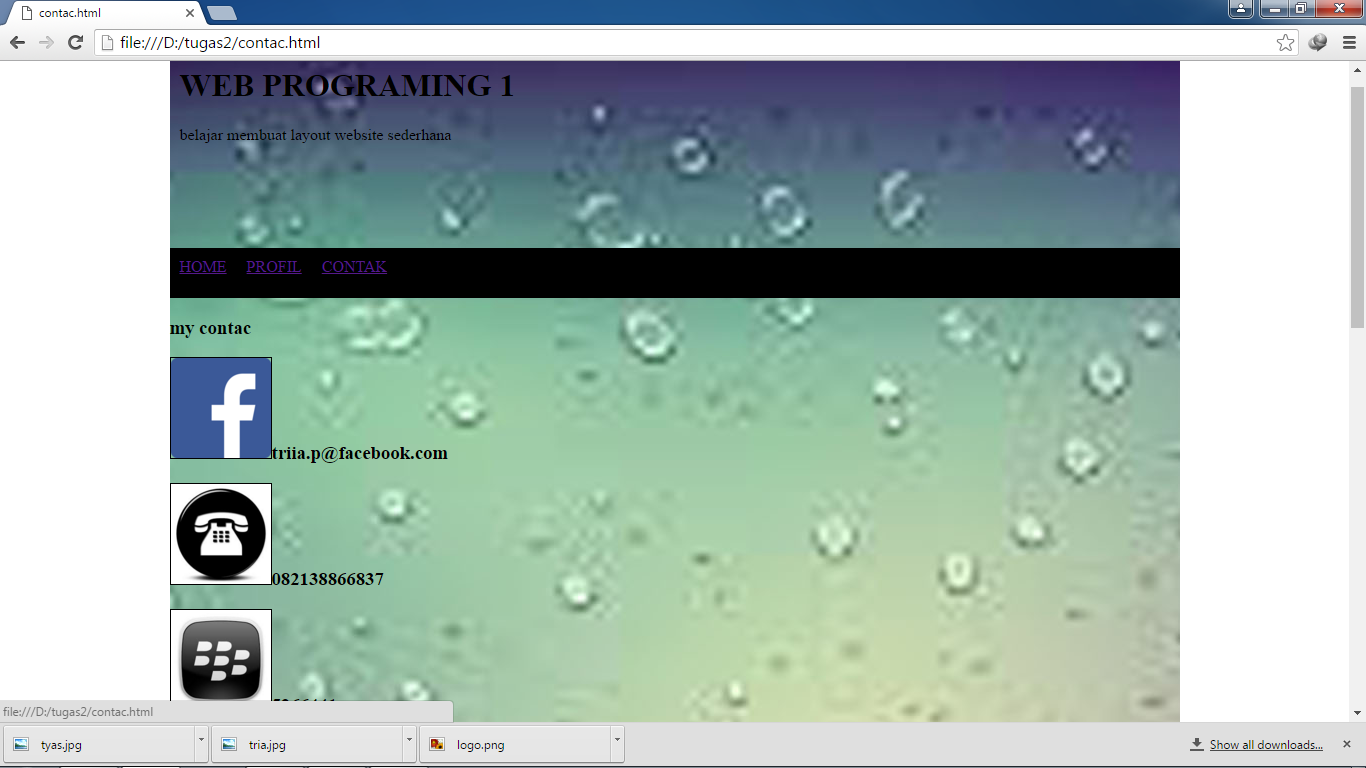 contac.html
file:///D:/tugas2/contac.html
WEB PROGRAMING 1
belajar membuat layout website sederhana
HOME PROFIL CONTAK
my contac
triia.p@facebook.com
082138866837
file:///D:/tugas2/contac.html
tyas.jpg tria.jpg logo.png Show all downloads...